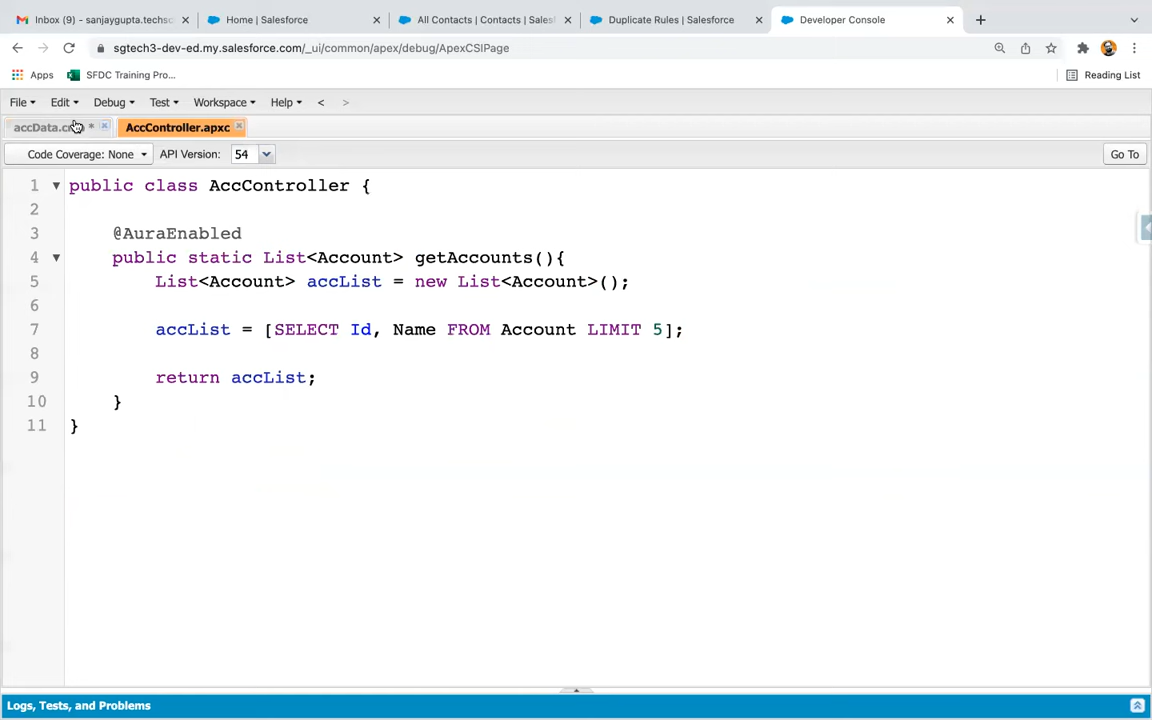 Inbox (9) - sanjaygupta.techsc
Home | Salesforce
All Contacts | Contacts | Sales
Duplicate Rules | Salesforce
Developer Console
sgtech3-dev-ed.my.salesforce.com/_ui/common/apex/debug/ApexCSIPage
Apps
SFDC Training Pro...
Reading List
File Edit Debug Test Workspace Help < >
* AccController.apxc
Code Coverage: None API Version: 54 Go To
1 public class AccController {
2
3 @AuraEnabled
4 public static List<Account> getAccounts(){
5 List<Account> accList = new List<Account>();
6
7 accList = [SELECT Id, Name FROM Account LIMIT 5];
8
9 return accList;
10 }
11 }
Logs, Tests, and Problems